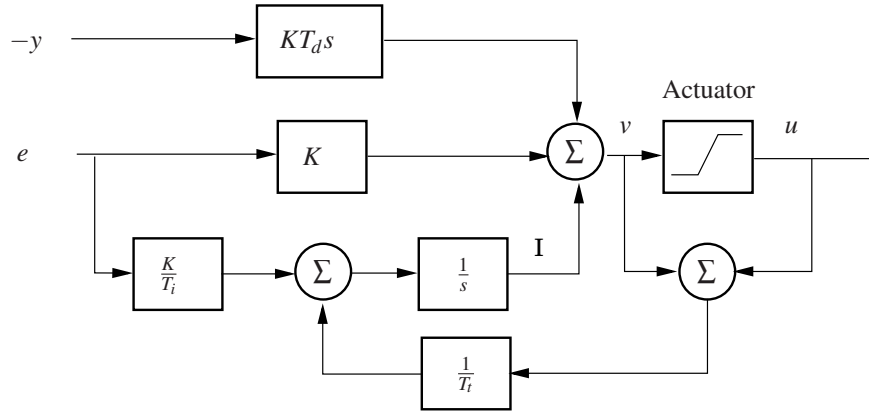 −y
KT_d s
Actuator
e
K
Σ
v
u
K/T_i
Σ
1/s
I
Σ
1/T_t